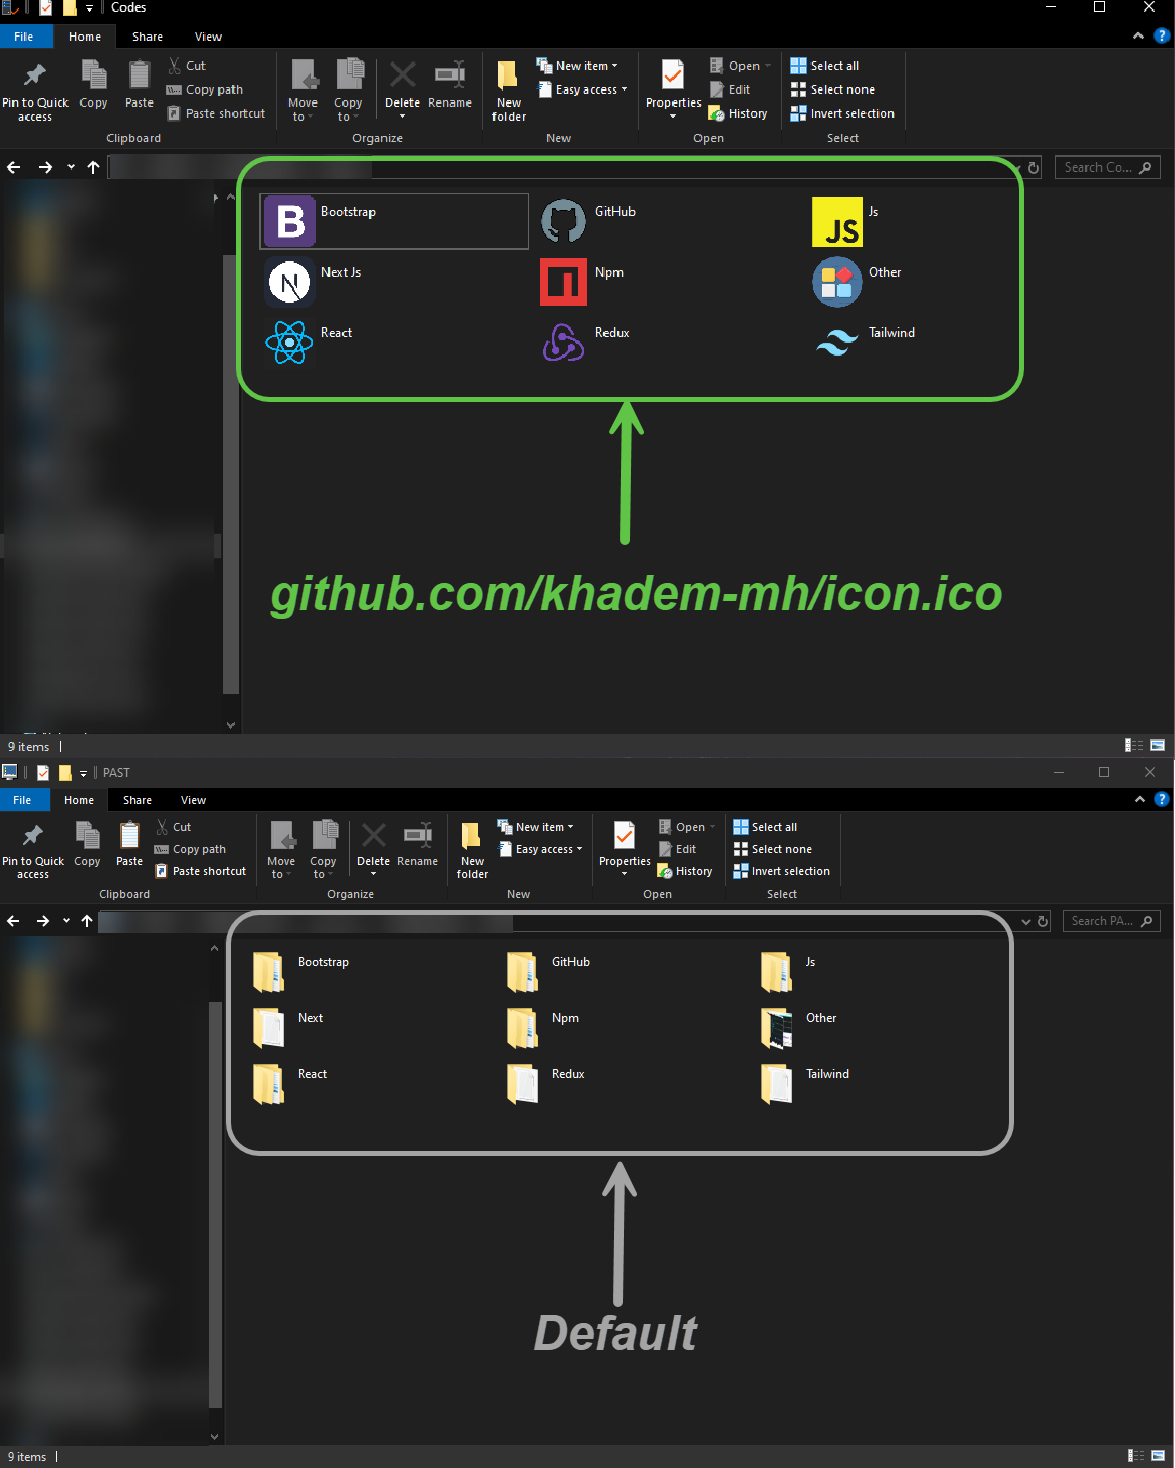 Codes
File Home Share View
Pin to Quick access
Copy
Paste
Cut
Copy path
Paste shortcut
Move to
Copy to
Delete
Rename
New folder
New item
Easy access
Properties
Open
Edit
History
Select all
Select none
Invert selection
Clipboard Organize New Open Select
Search Co...
B Bootstrap GitHub JS Js
N Next Js Npm Other
React Redux Tailwind
github.com/khadem-mh/icon.ico
9 items
PAST
File Home Share View
Pin to Quick access
Copy
Paste
Cut
Copy path
Paste shortcut
Move to
Copy to
Delete
Rename
New folder
New item
Easy access
Properties
Open
Edit
History
Select all
Select none
Invert selection
Clipboard Organize New Open Select
Search PA...
Bootstrap GitHub Js
Next Npm Other
React Redux Tailwind
Default
9 items